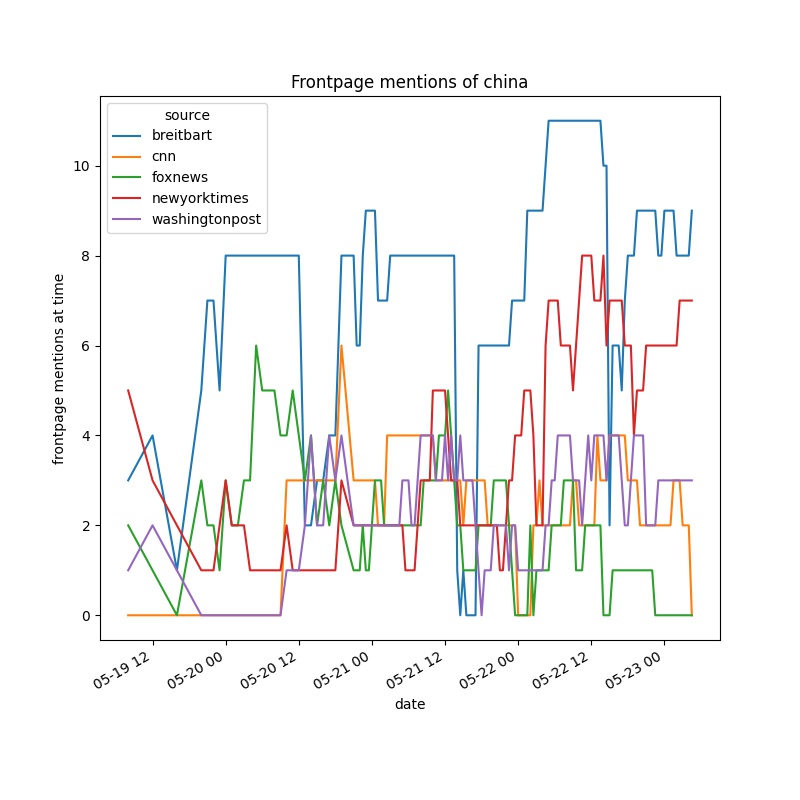 Frontpage mentions of china
source
breitbart
cnn
foxnews
newyorktimes
washingtonpost
10
8
6
4
2
0
frontpage mentions at time
05-19 12
05-20 00
05-20 12
05-21 00
05-21 12
05-22 00
05-22 12
05-23 00
date